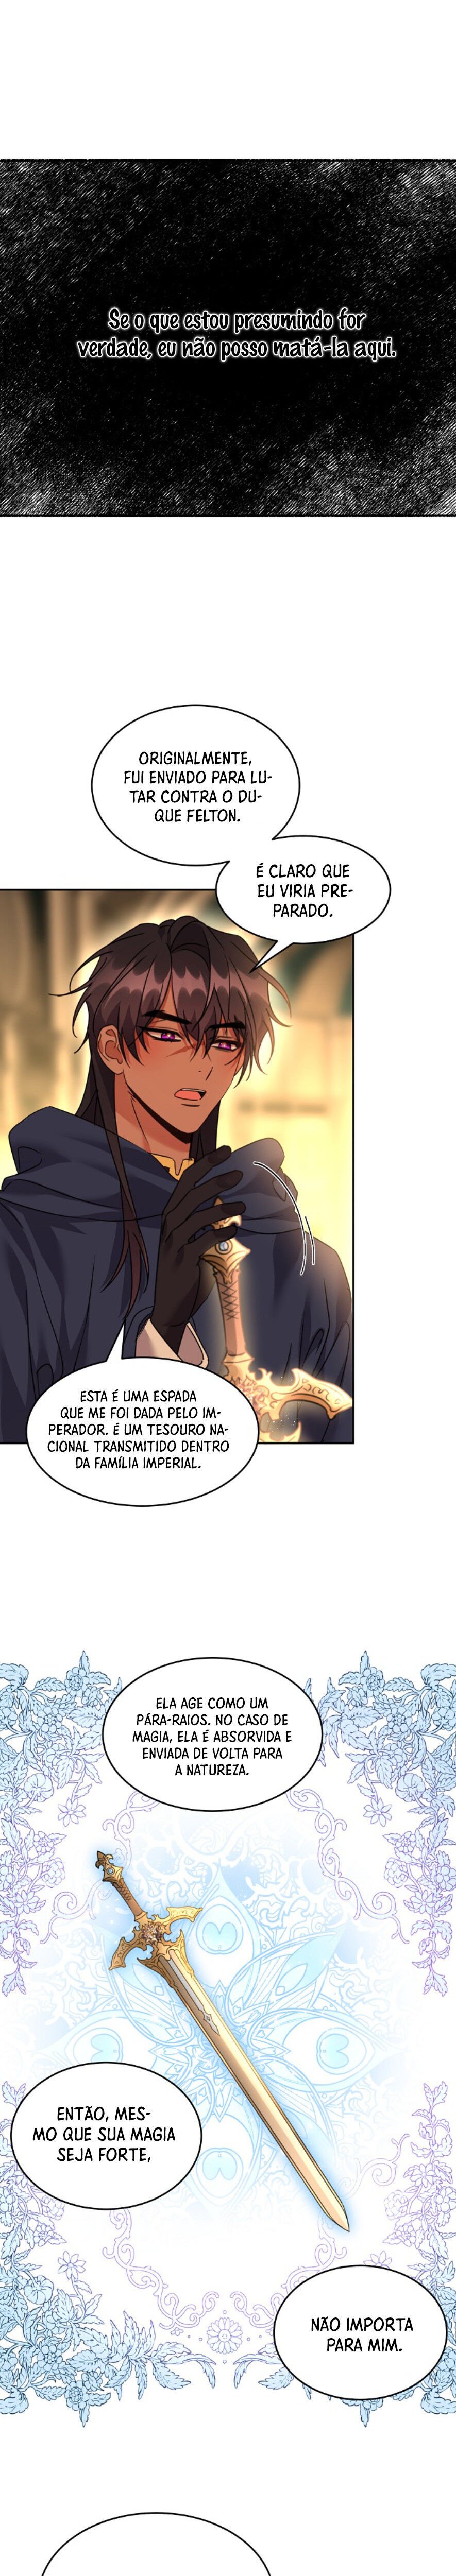 Se o que estou presumindo for
verdade, eu não posso matá-la aqui.
ORIGINALMENTE,
FUI ENVIADO PARA LU-
TAR CONTRA O DU-
QUE FELTON.
É CLARO QUE
EU VIRIA PRE-
PARADO.
ESTA É UMA ESPADA
QUE ME FOI DADA PELO IM-
PERADOR. É UM TESOURO NA-
CIONAL TRANSMITIDO DENTRO
DA FAMÍLIA IMPERIAL.
ELA AGE COMO UM
PÁRA-RAIOS. NO CASO DE
MAGIA, ELA É ABSORVIDA E
ENVIADA DE VOLTA PARA
A NATUREZA.
ENTÃO, MES-
MO QUE SUA MAGIA
SEJA FORTE,
NÃO IMPORTA
PARA MIM.